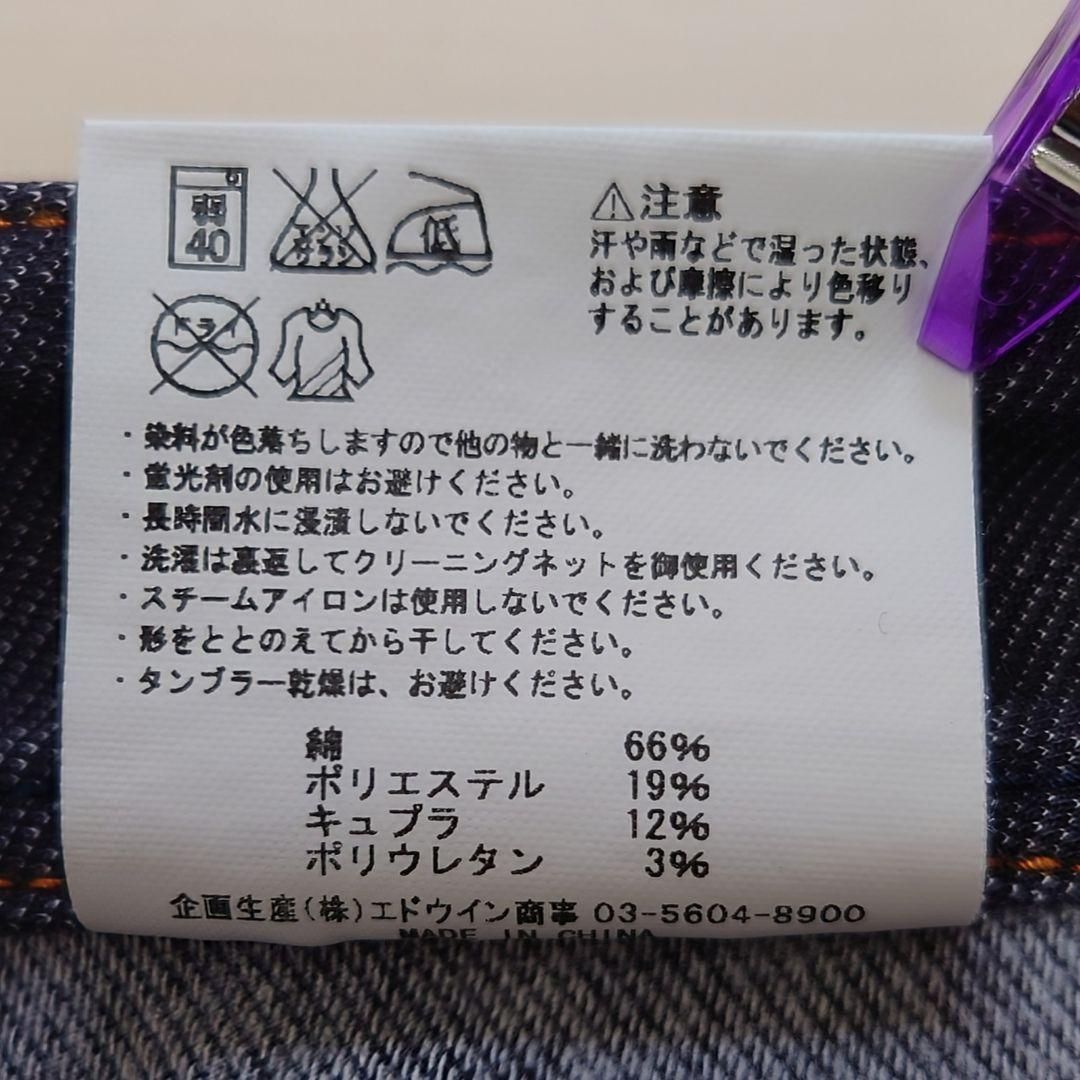 弱
40
エンソサラシ
低
ドライ
⚠注意
汗や雨などで湿った状態、
および摩擦により色移り
することがあります。
・染料が色落ちしますので他の物と一緒に洗わないでください。
・蛍光剤の使用はお避けください。
・長時間水に浸漬しないでください。
・洗濯は裏返してクリーニングネットを御使用ください。
・スチームアイロンは使用しないでください。
・形をととのえてから干してください。
・タンブラー乾燥は、お避けください。
綿 66%
ポリエステル 19%
キュプラ 12%
ポリウレタン 3%
企画生産(株)エドウイン商事 03-5604-8900
MADE IN CHINA